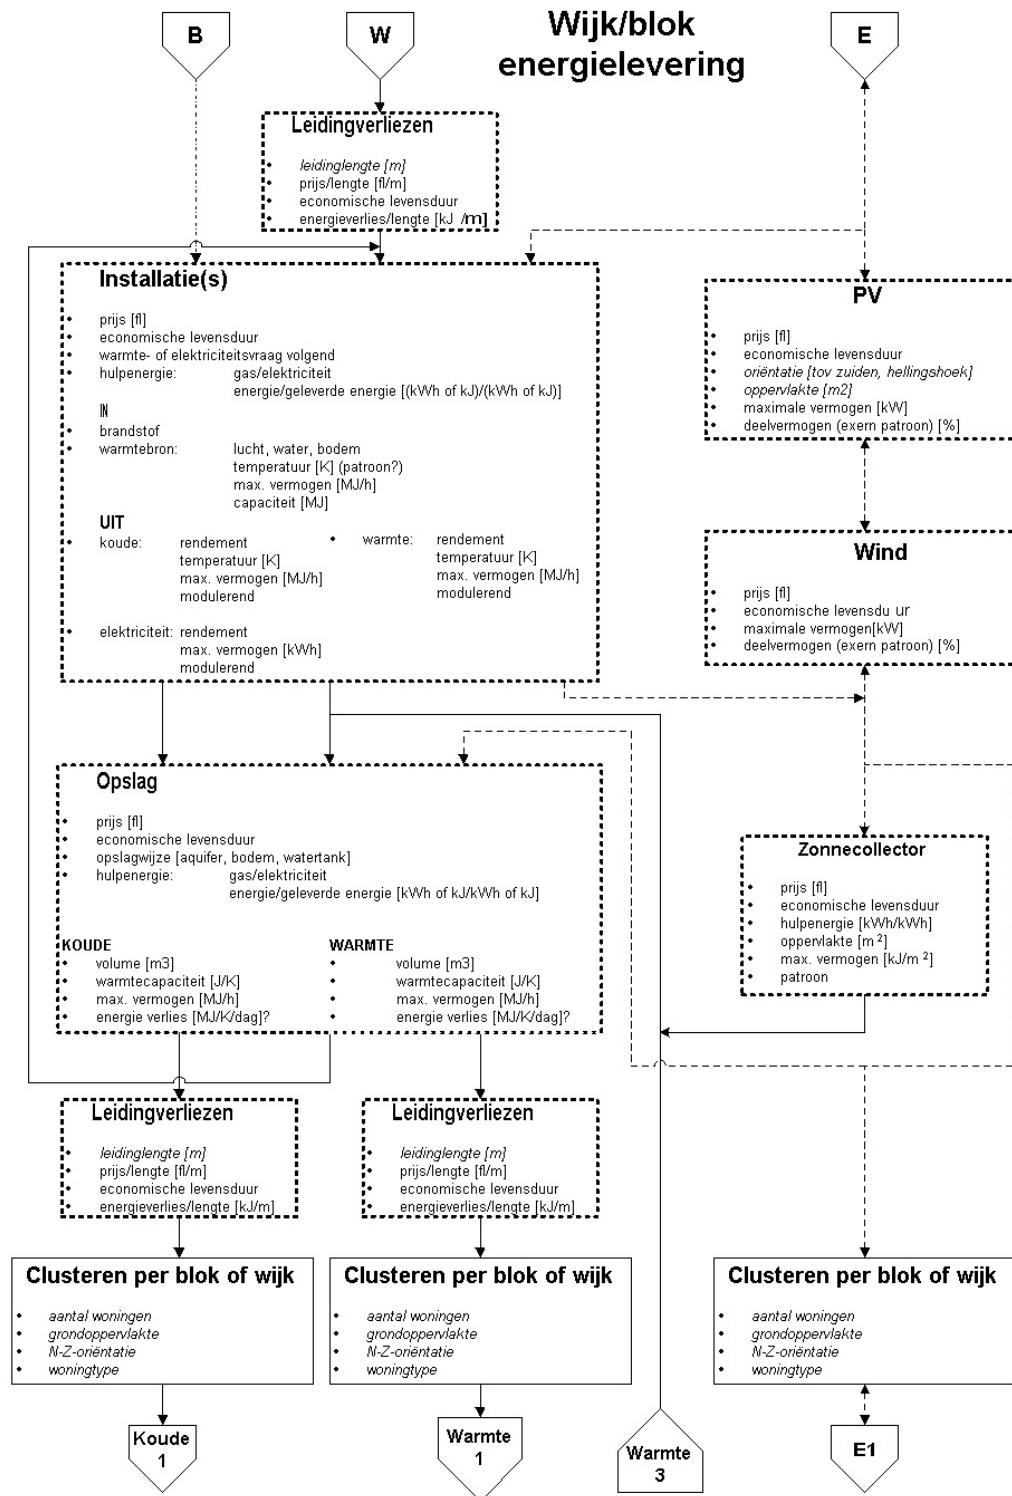 Wijk/blok
energielevering
B
W
E
Leidingverliezen
• leidinglengte [m]
• prijs/lengte [fl/m]
• economische levensduur
• energieverlies/lengte [kJ /m]
Installatie(s)
• prijs [fl]
• economische levensduur
• warmte- of elektriciteitsvraag volgend
• hulpenergie: gas/elektriciteit
energie/geleverde energie [(kWh of kJ)/(kWh of kJ)]
IN
• brandstof
• warmtebron: lucht, water, bodem
temperatuur [K] (patroon?)
max. vermogen [MJ/h]
capaciteit [MJ]
UIT
• koude: rendement
temperatuur [K]
max. vermogen [MJ/h]
modulerend
• warmte: rendement
temperatuur [K]
max. vermogen [MJ/h]
modulerend
• elektriciteit: rendement
max. vermogen [kWh]
modulerend
PV
• prijs [fl]
• economische levensduur
• oriëntatie [tov zuiden, hellingshoek]
• oppervlakte [m2]
• maximale vermogen [kW]
• deelvermogen (exern patroon) [%]
Wind
• prijs [fl]
• economische levensdu ur
• maximale vermogen[kW]
• deelvermogen (exern patroon) [%]
Opslag
• prijs [fl]
• economische levensduur
• opslagwijze [aquifer, bodem, watertank]
• hulpenergie: gas/elektriciteit
energie/geleverde energie [kWh of kJ/kWh of kJ]
KOUDE
• volume [m3]
• warmtecapaciteit [J/K]
• max. vermogen [MJ/h]
• energie verlies [MJ/K/dag]?
WARMTE
• volume [m3]
• warmtecapaciteit [J/K]
• max. vermogen [MJ/h]
• energie verlies [MJ/K/dag]?
Zonnecollector
• prijs [fl]
• economische levensduur
• hulpenergie [kWh/kWh]
• oppervlakte [m ²]
• max. vermogen [kJ/m ²]
• patroon
Leidingverliezen
• leidinglengte [m]
• prijs/lengte [fl/m]
• economische levensduur
• energieverlies/lengte [kJ/m]
Leidingverliezen
• leidinglengte [m]
• prijs/lengte [fl/m]
• economische levensduur
• energieverlies/lengte [kJ/m]
Clusteren per blok of wijk
• aantal woningen
• grondoppervlakte
• N-Z-oriëntatie
• woningtype
Clusteren per blok of wijk
• aantal woningen
• grondoppervlakte
• N-Z-oriëntatie
• woningtype
Clusteren per blok of wijk
• aantal woningen
• grondoppervlakte
• N-Z-oriëntatie
• woningtype
Koude
1
Warmte
1
Warmte
3
E1